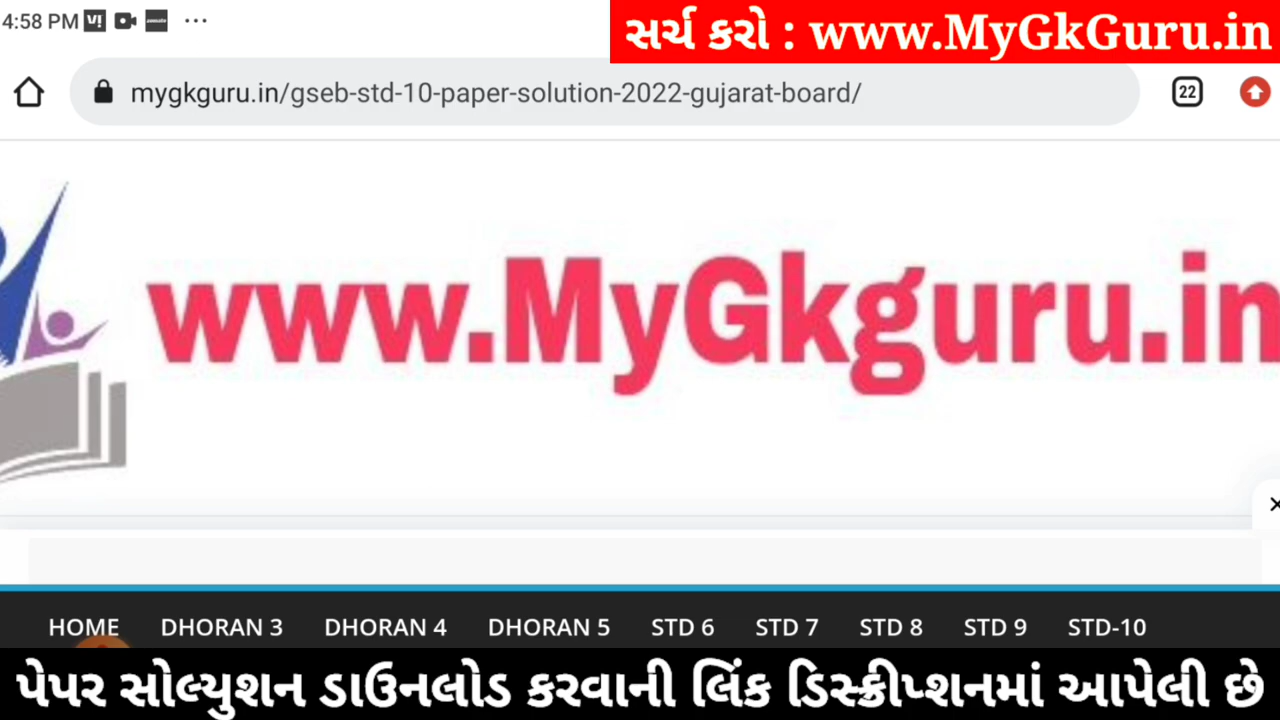 4:58 PM
સર્ચ કરો : www.MyGkGuru.in
mygkguru.in/gseb-std-10-paper-solution-2022-gujarat-board/
22
www.MyGkguru.in
HOME DHORAN 3 DHORAN 4 DHORAN 5 STD 6 STD 7 STD 8 STD 9 STD-10
પેપર સોલ્યુશન ડાઉનલોડ કરવાની લિંક ડિસ્ક્રીપ્શનમાં આપેલી છે